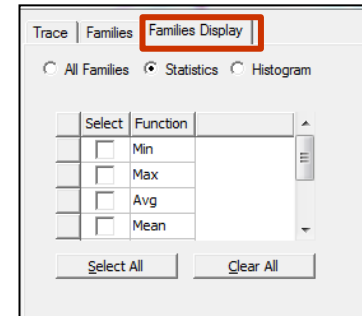 Trace Families Families Display
All Families Statistics Histogram
Select Function
Min
Max
Avg
Mean
Select All Clear All